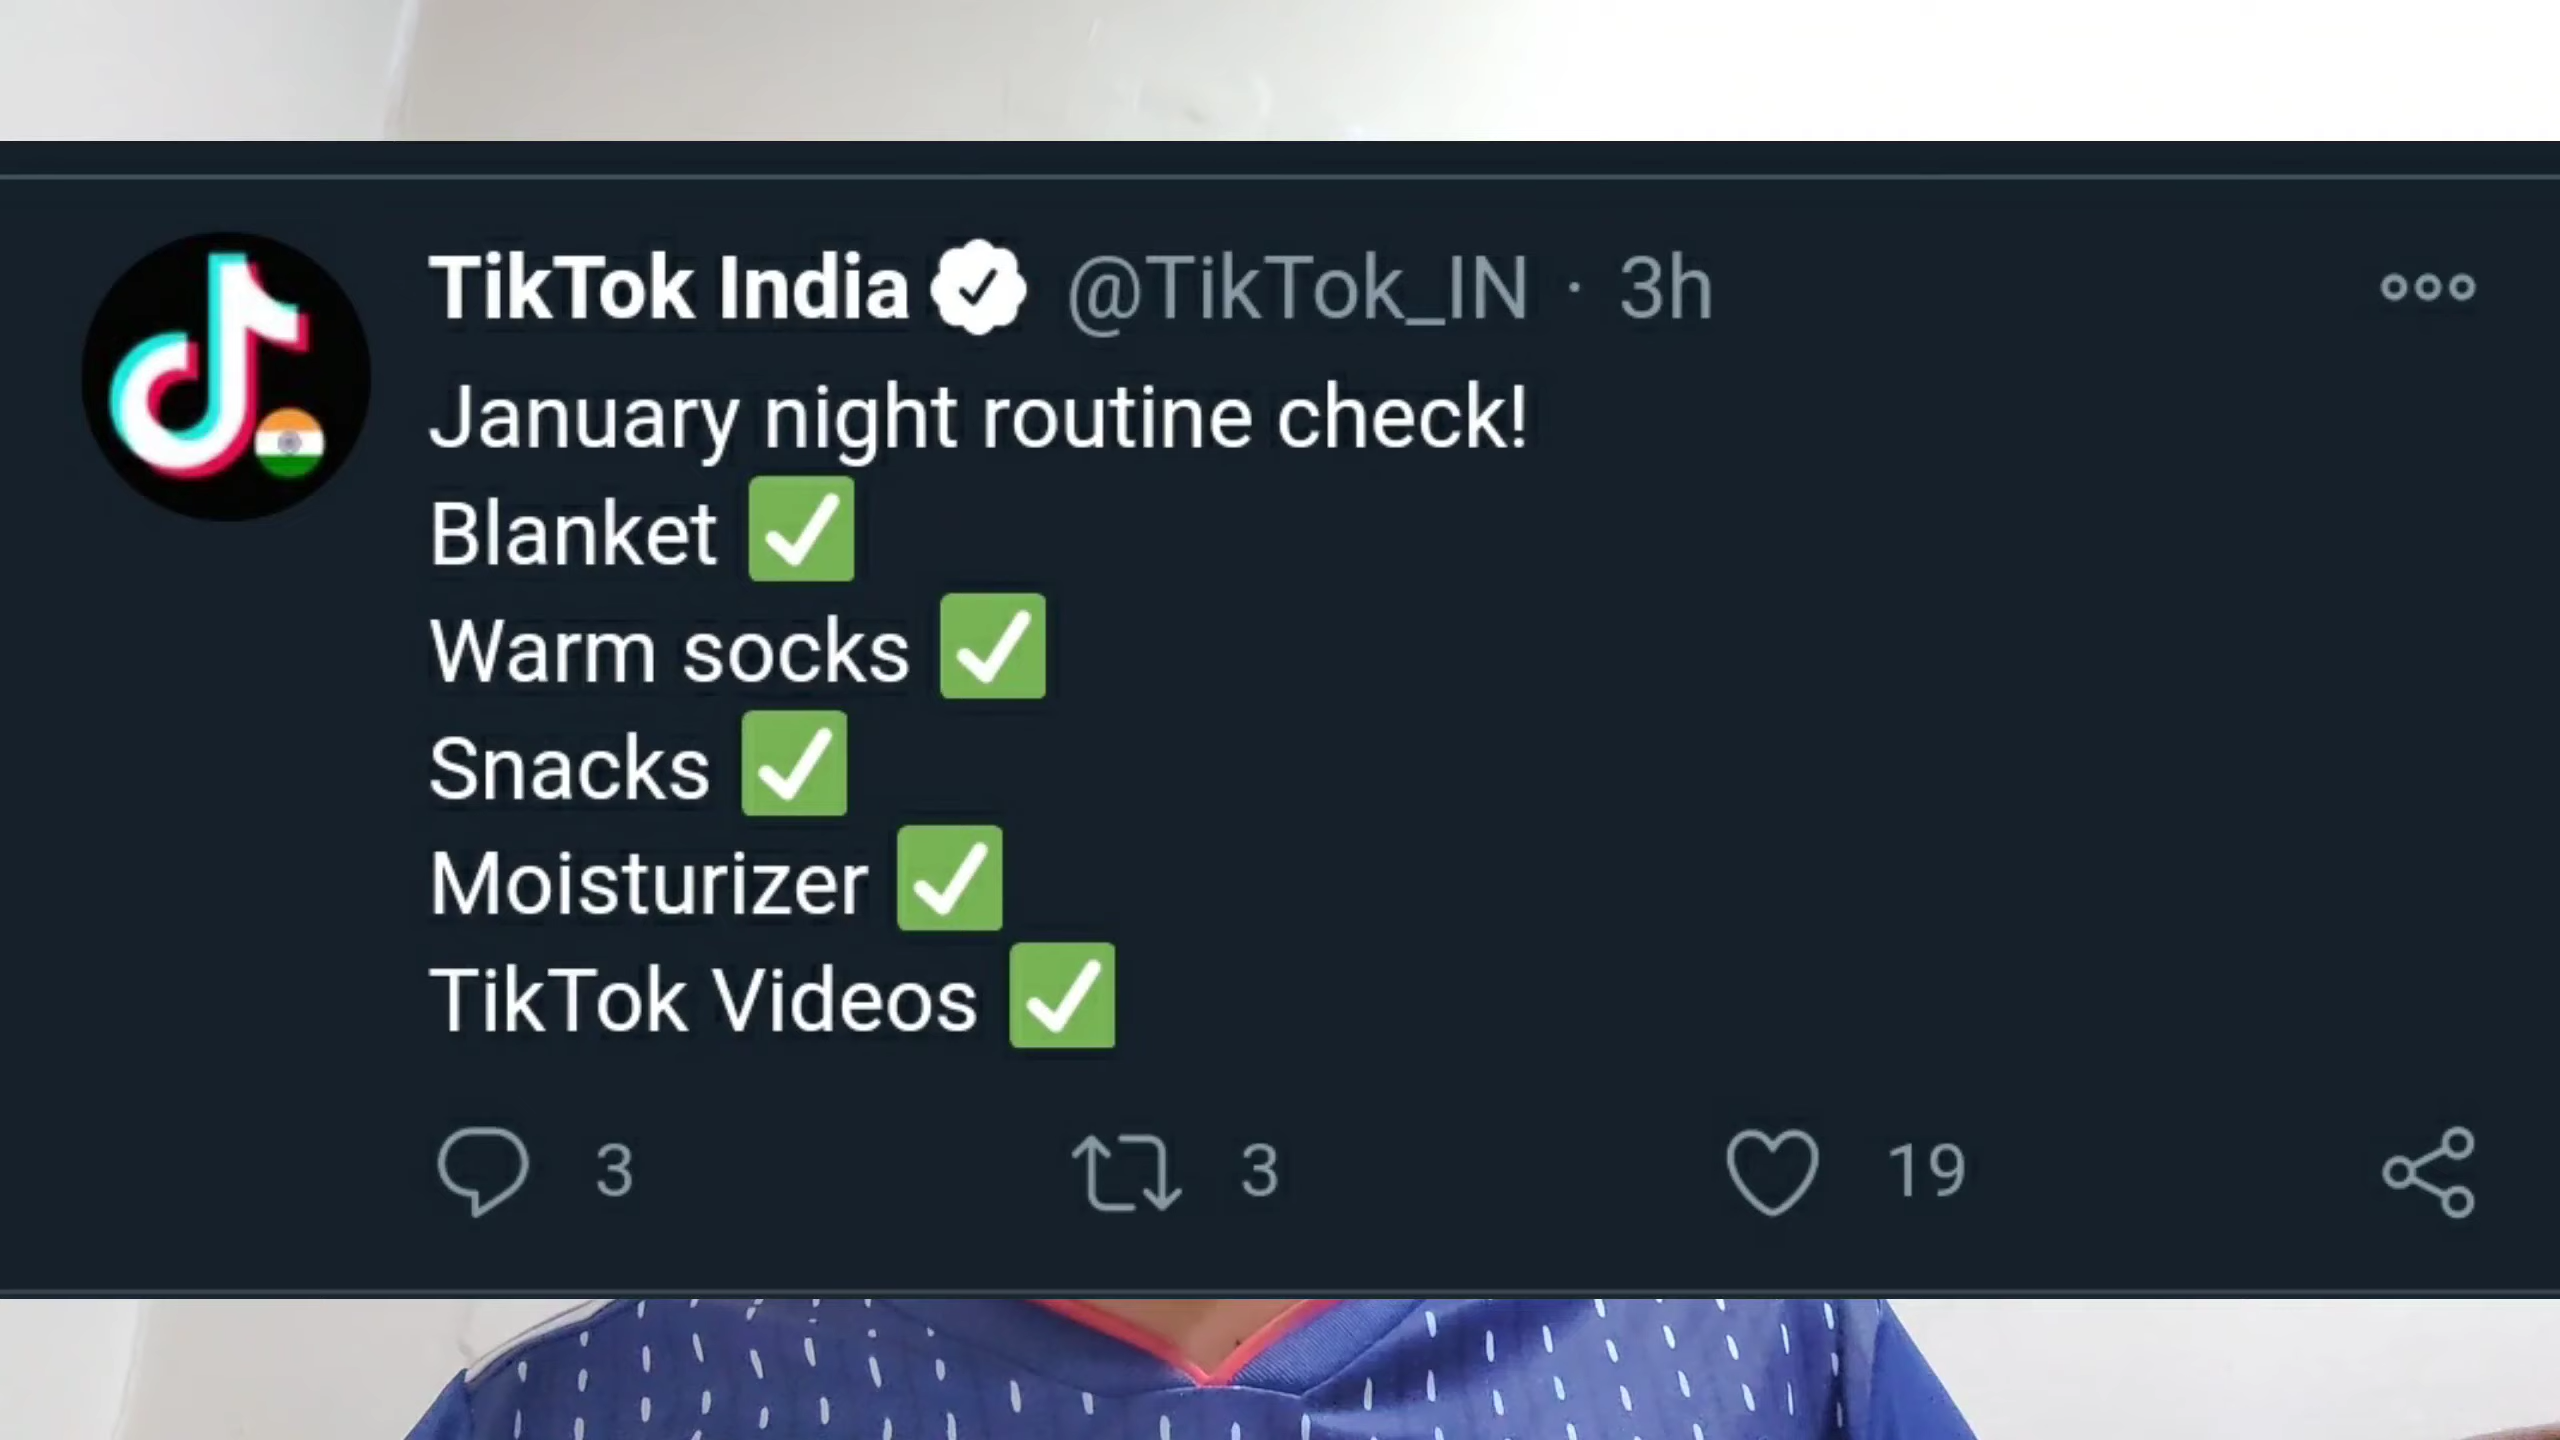 TikTok India @TikTok_IN · 3h
January night routine check!
Blanket ✅
Warm socks ✅
Snacks ✅
Moisturizer ✅
TikTok Videos ✅
3 3 19